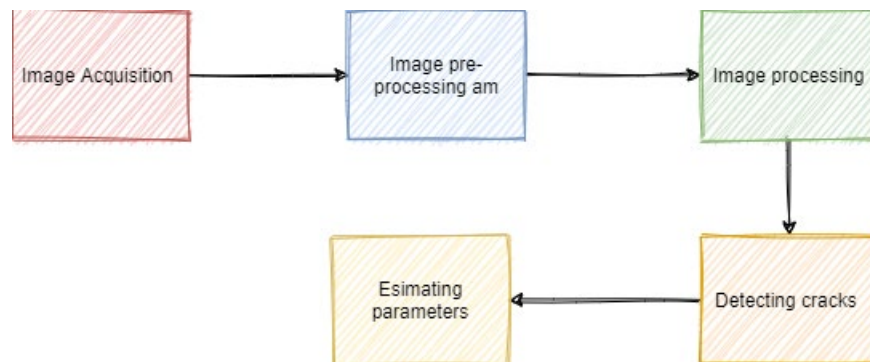 Image Acquisition
Image pre-
processing am
Image processing
Detecting cracks
Esimating
parameters